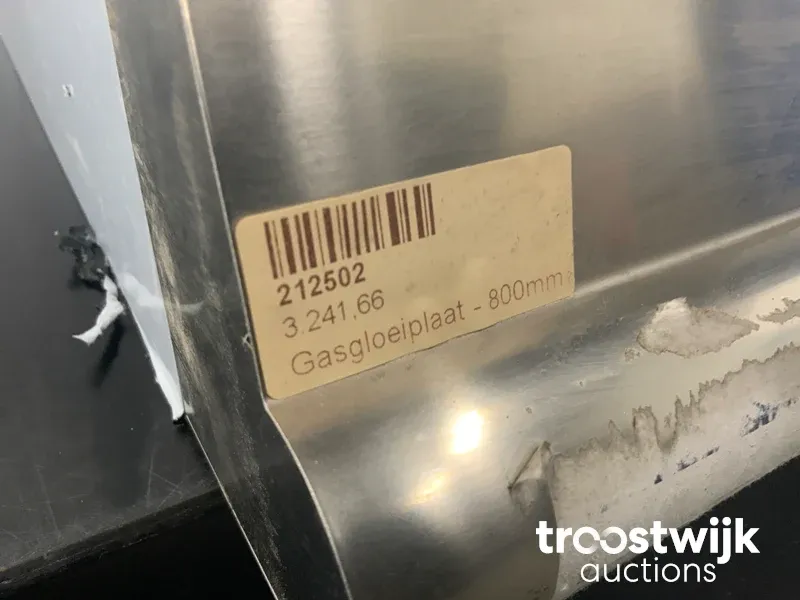 212502
3.241,66
Gasgloeiplaat - 800mm
troostwijk
auctions